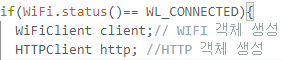 if(WiFi.status()== WL_CONNECTED){
WiFiClient client;// WIFI 객체 생성
HTTPClient http; //HTTP 객체 생성